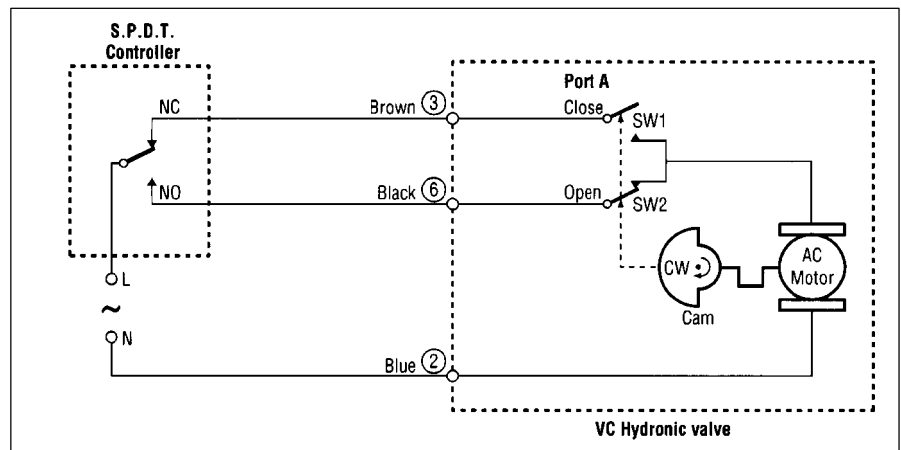 S.P.D.T.
Controller
NC
NO
L
~
N
Brown ③
Black ⑥
Blue ②
Port A
Close
SW1
Open
SW2
CW
Cam
AC
Motor
VC Hydronic valve